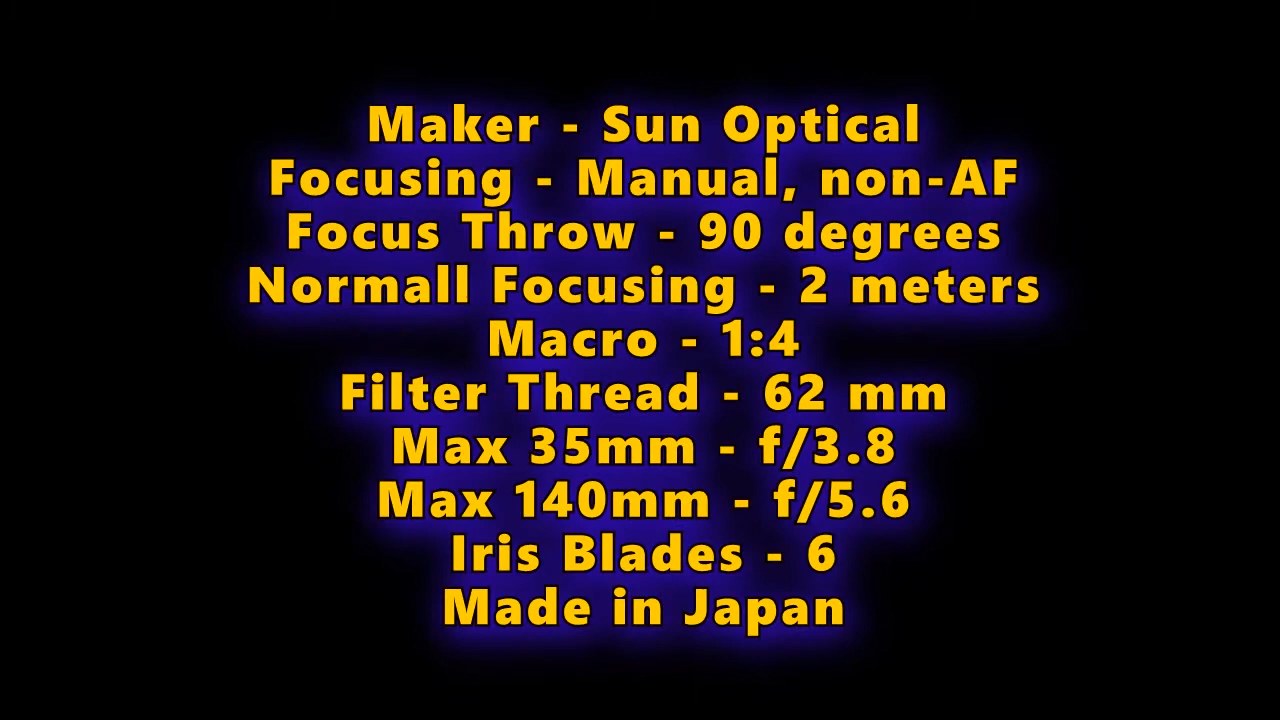 Maker - Sun Optical
Focusing - Manual, non-AF
Focus Throw - 90 degrees
Normall Focusing - 2 meters
Macro - 1:4
Filter Thread - 62 mm
Max 35mm - f/3.8
Max 140mm - f/5.6
Iris Blades - 6
Made in Japan